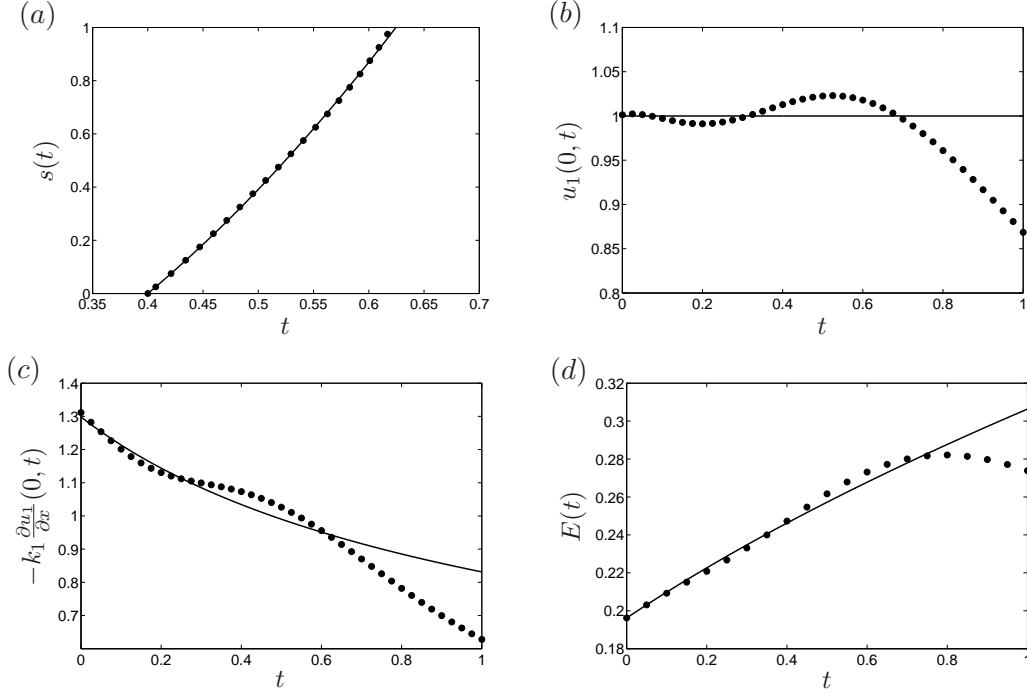 (a)
s(t)
1
0.8
0.6
0.4
0.2
0
0.35 0.4 0.45 0.5 0.55 0.6 0.65 0.7
t
(b)
u₁(0, t)
1.1
1.05
1
0.95
0.9
0.85
0.8
0 0.2 0.4 0.6 0.8 1
t
(c)
−k₁ ∂u₁/∂x (0, t)
1.4
1.3
1.2
1.1
1
0.9
0.8
0.7
0 0.2 0.4 0.6 0.8 1
t
(d)
E(t)
0.32
0.3
0.28
0.26
0.24
0.22
0.2
0.18
0 0.2 0.4 0.6 0.8 1
t